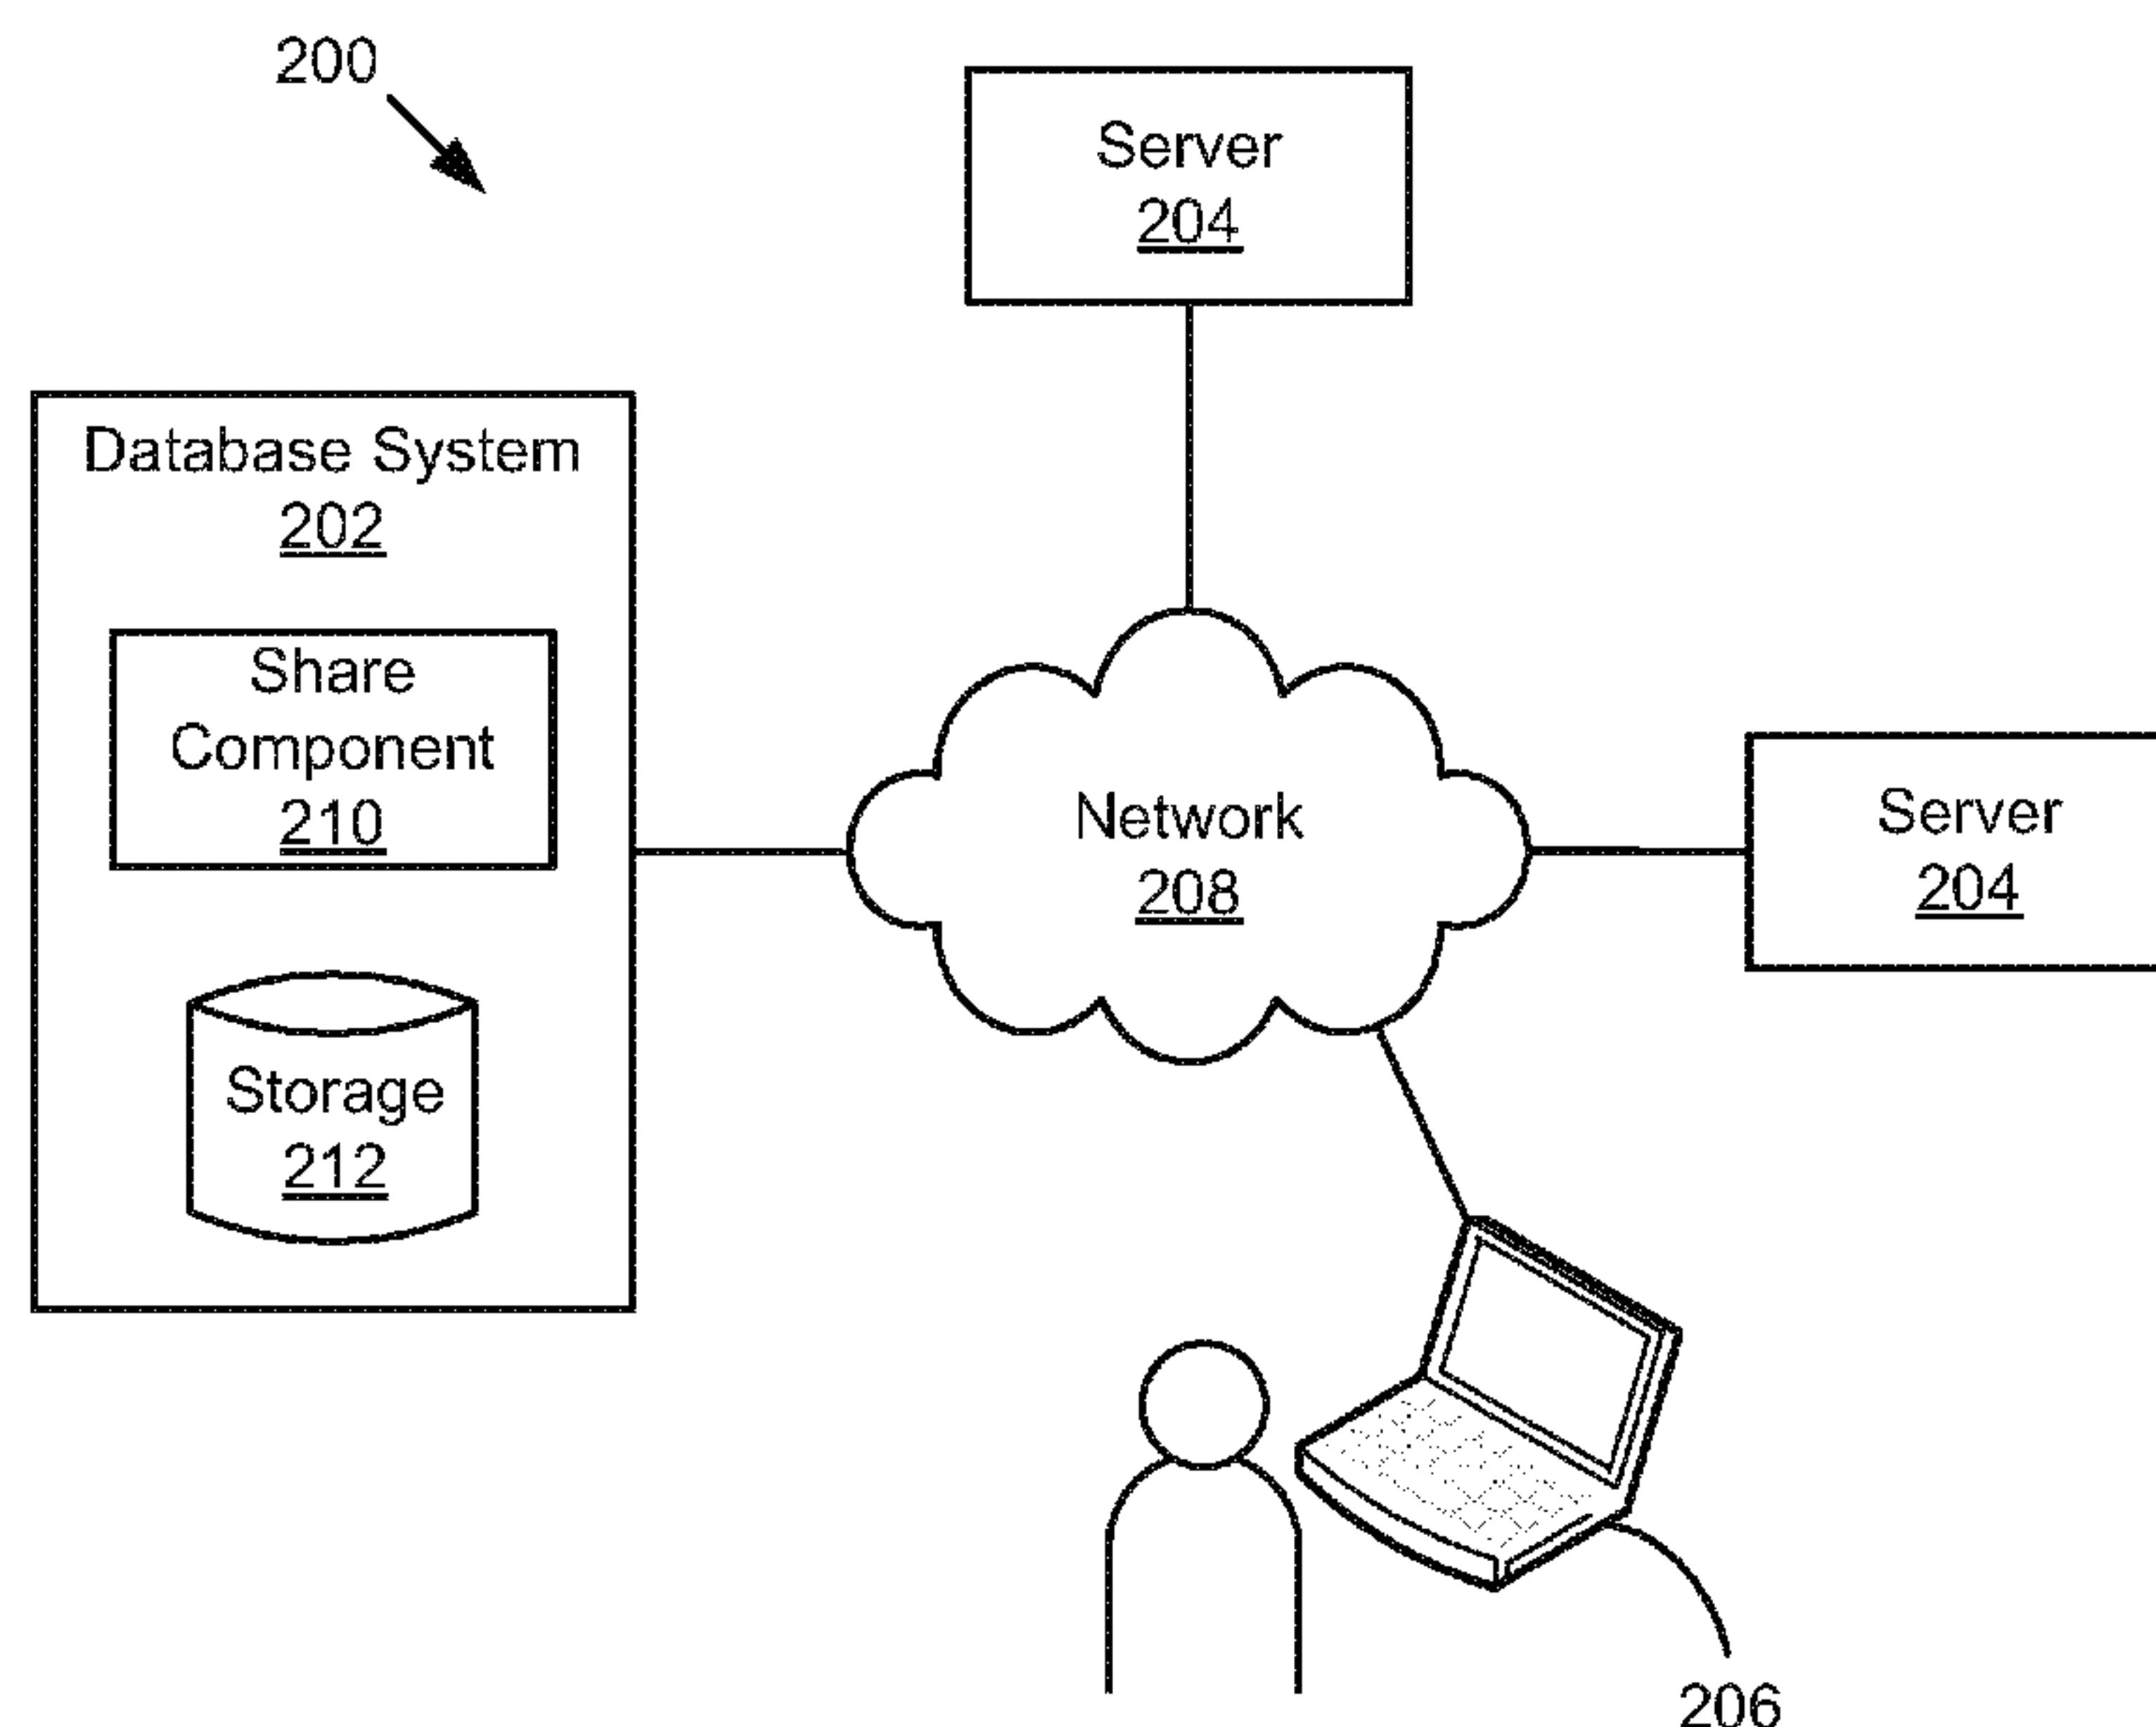 200
Server
204
Database System
202
Share
Component
210
Storage
212
Network
208
Server
204
206